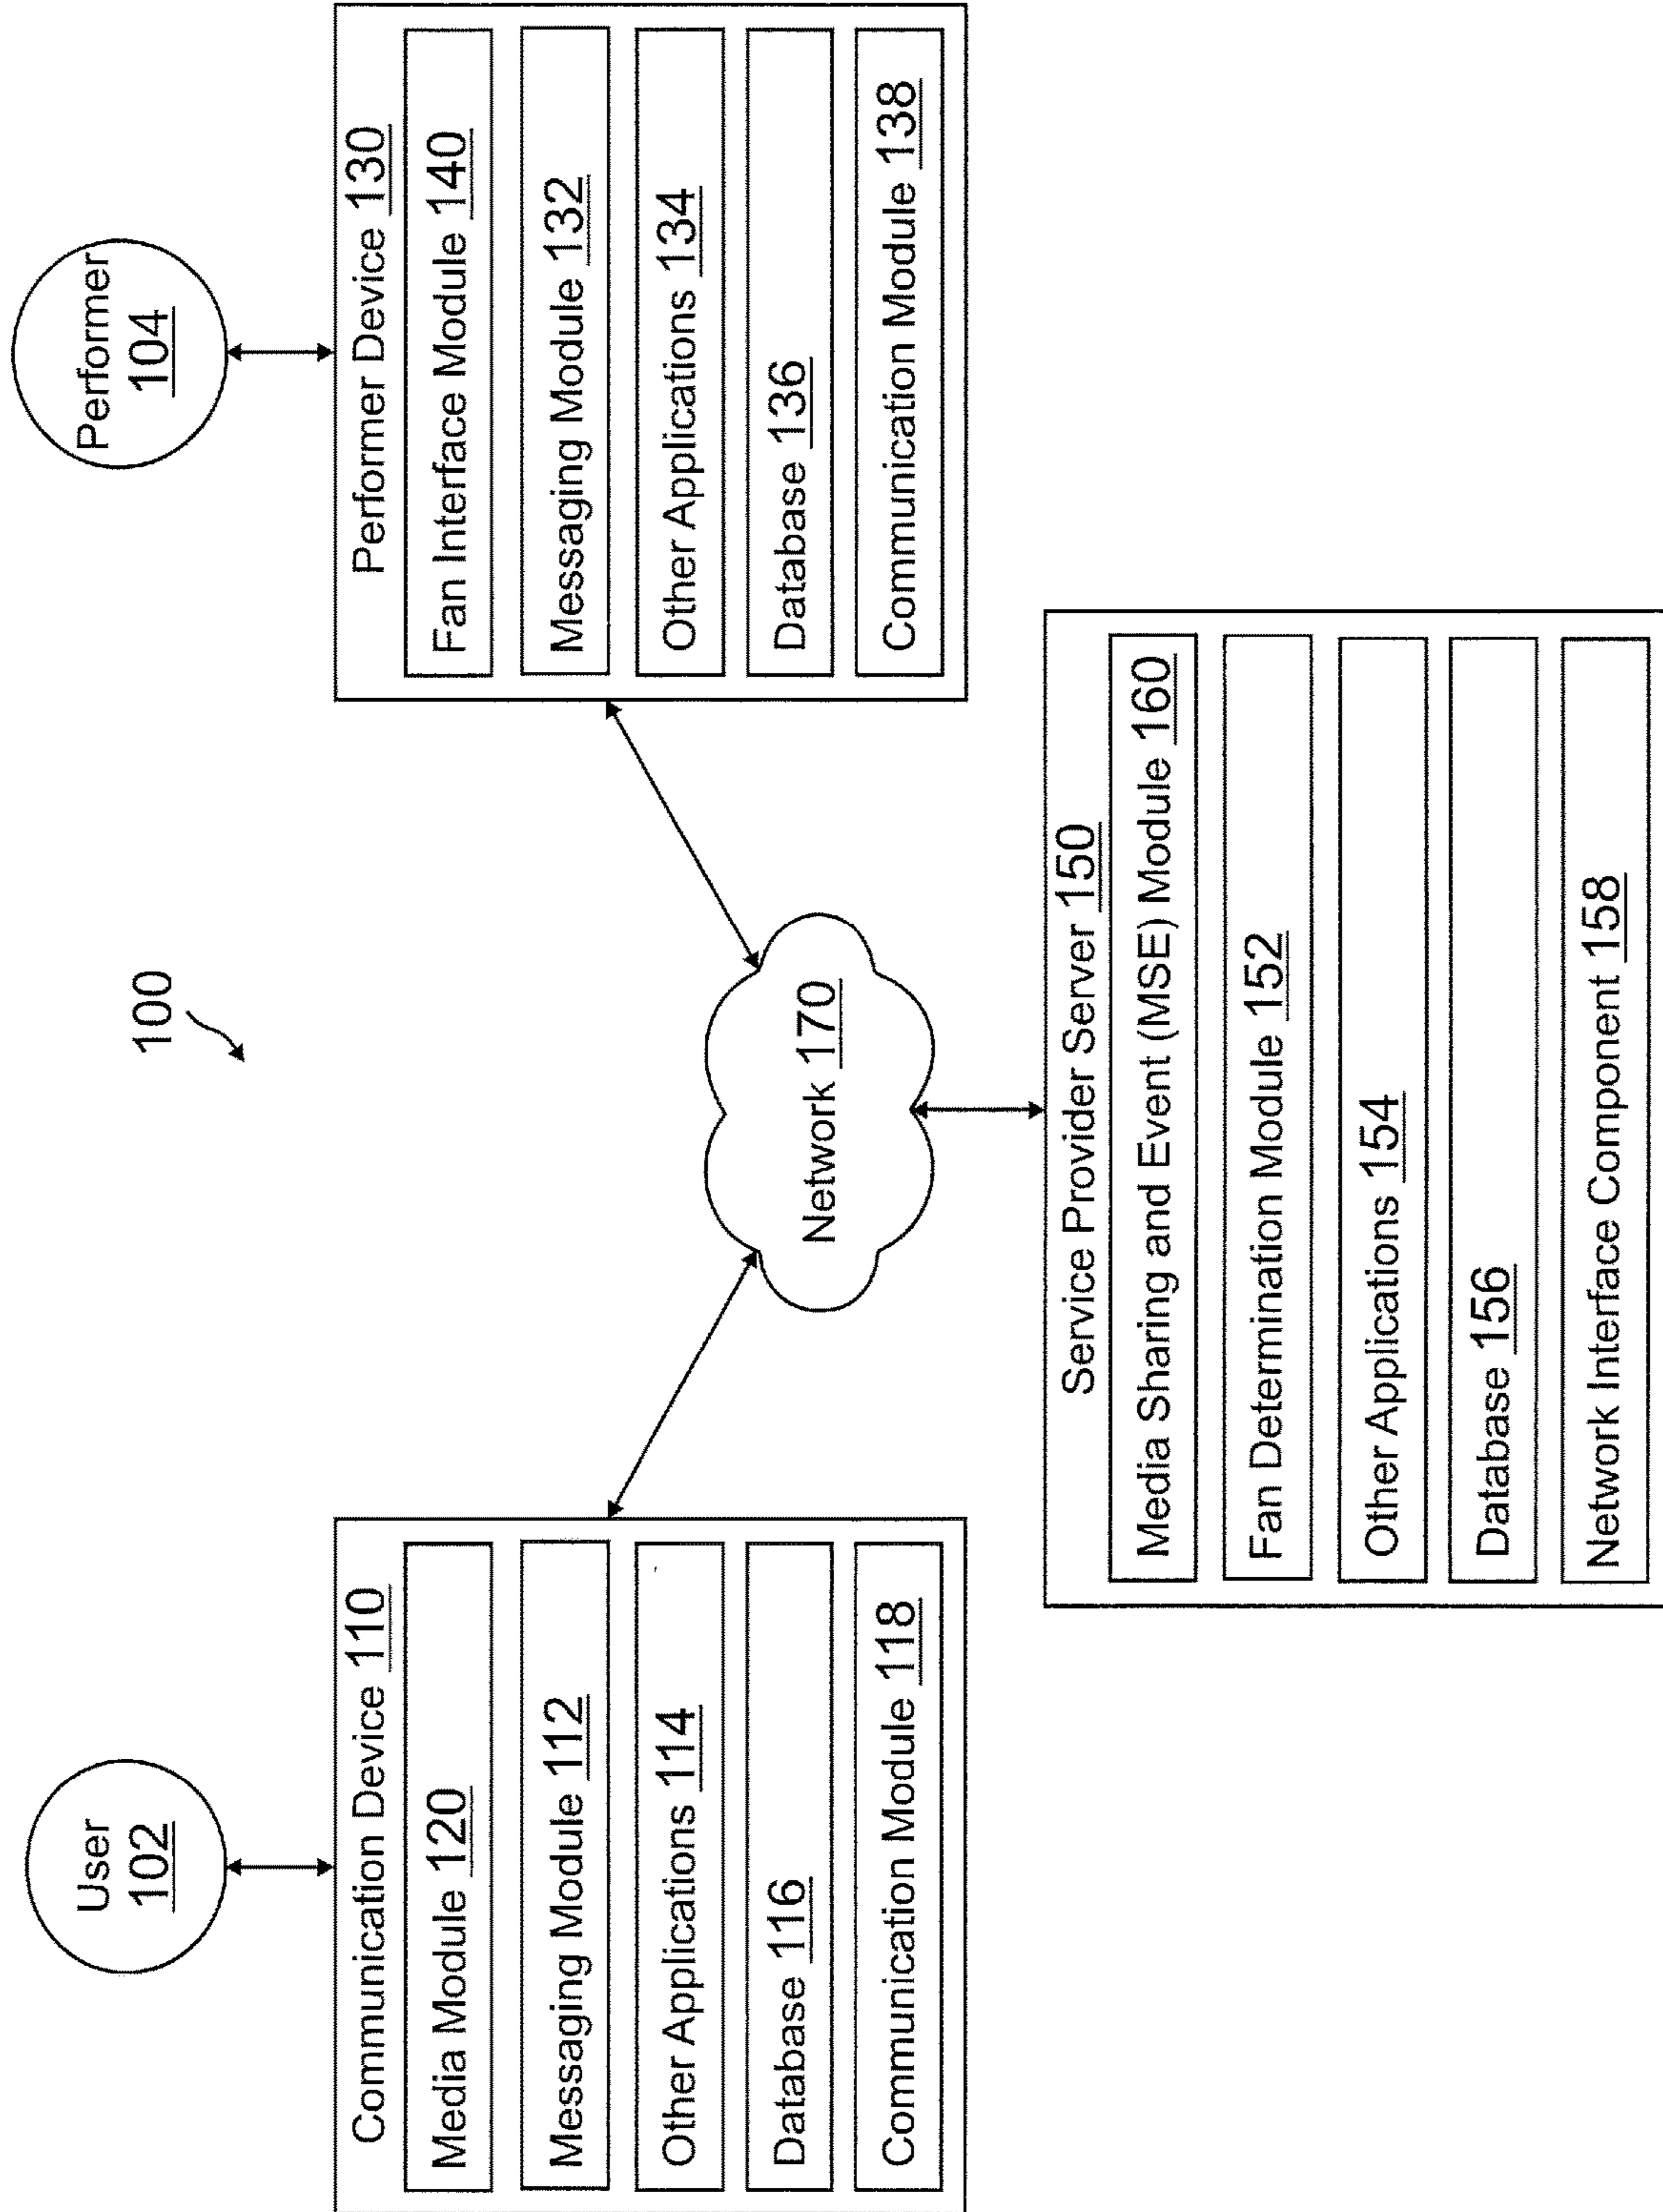 100
User
102
Performer
104
Communication Device 110
Media Module 120
Messaging Module 112
Other Applications 114
Database 116
Communication Module 118
Performer Device 130
Fan Interface Module 140
Messaging Module 132
Other Applications 134
Database 136
Communication Module 138
Network 170
Service Provider Server 150
Media Sharing and Event (MSE) Module 160
Fan Determination Module 152
Other Applications 154
Database 156
Network Interface Component 158